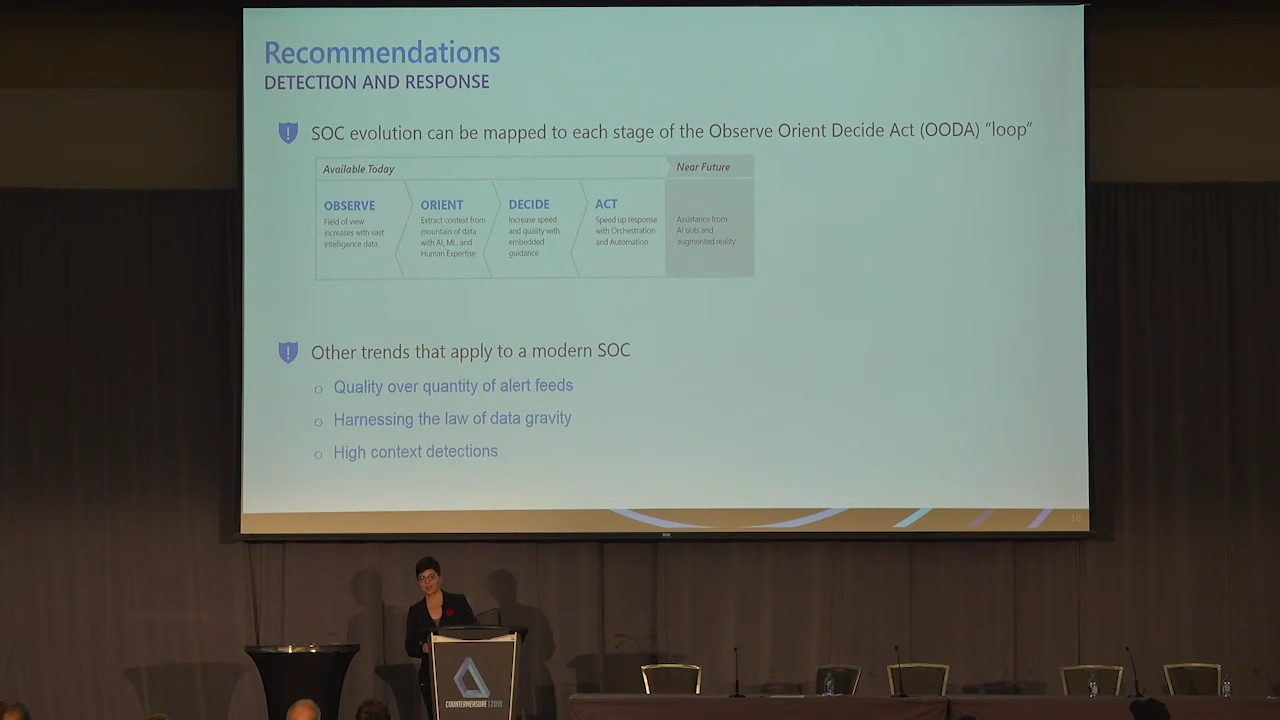 Recommendations
DETECTION AND RESPONSE
SOC evolution can be mapped to each stage of the Observe Orient Decide Act (OODA) “loop”
Available Today
Near Future
OBSERVE
Field of view
increases with vast
intelligence data
ORIENT
Extract context from
mountain of data
with AI, ML, and
Human Expertise
DECIDE
Increase speed
and quality with
embedded
guidance
ACT
Speed up response
with Orchestration
and Automation
Assistance from
AI bots and
augmented reality
Other trends that apply to a modern SOC
o Quality over quantity of alert feeds
o Harnessing the law of data gravity
o High context detections
18
COUNTERMEASURE | 2019